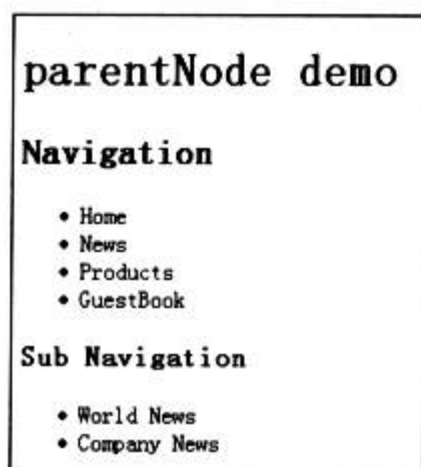 parentNode demo
Navigation
• Home
• News
• Products
• GuestBook
Sub Navigation
• World News
• Company News